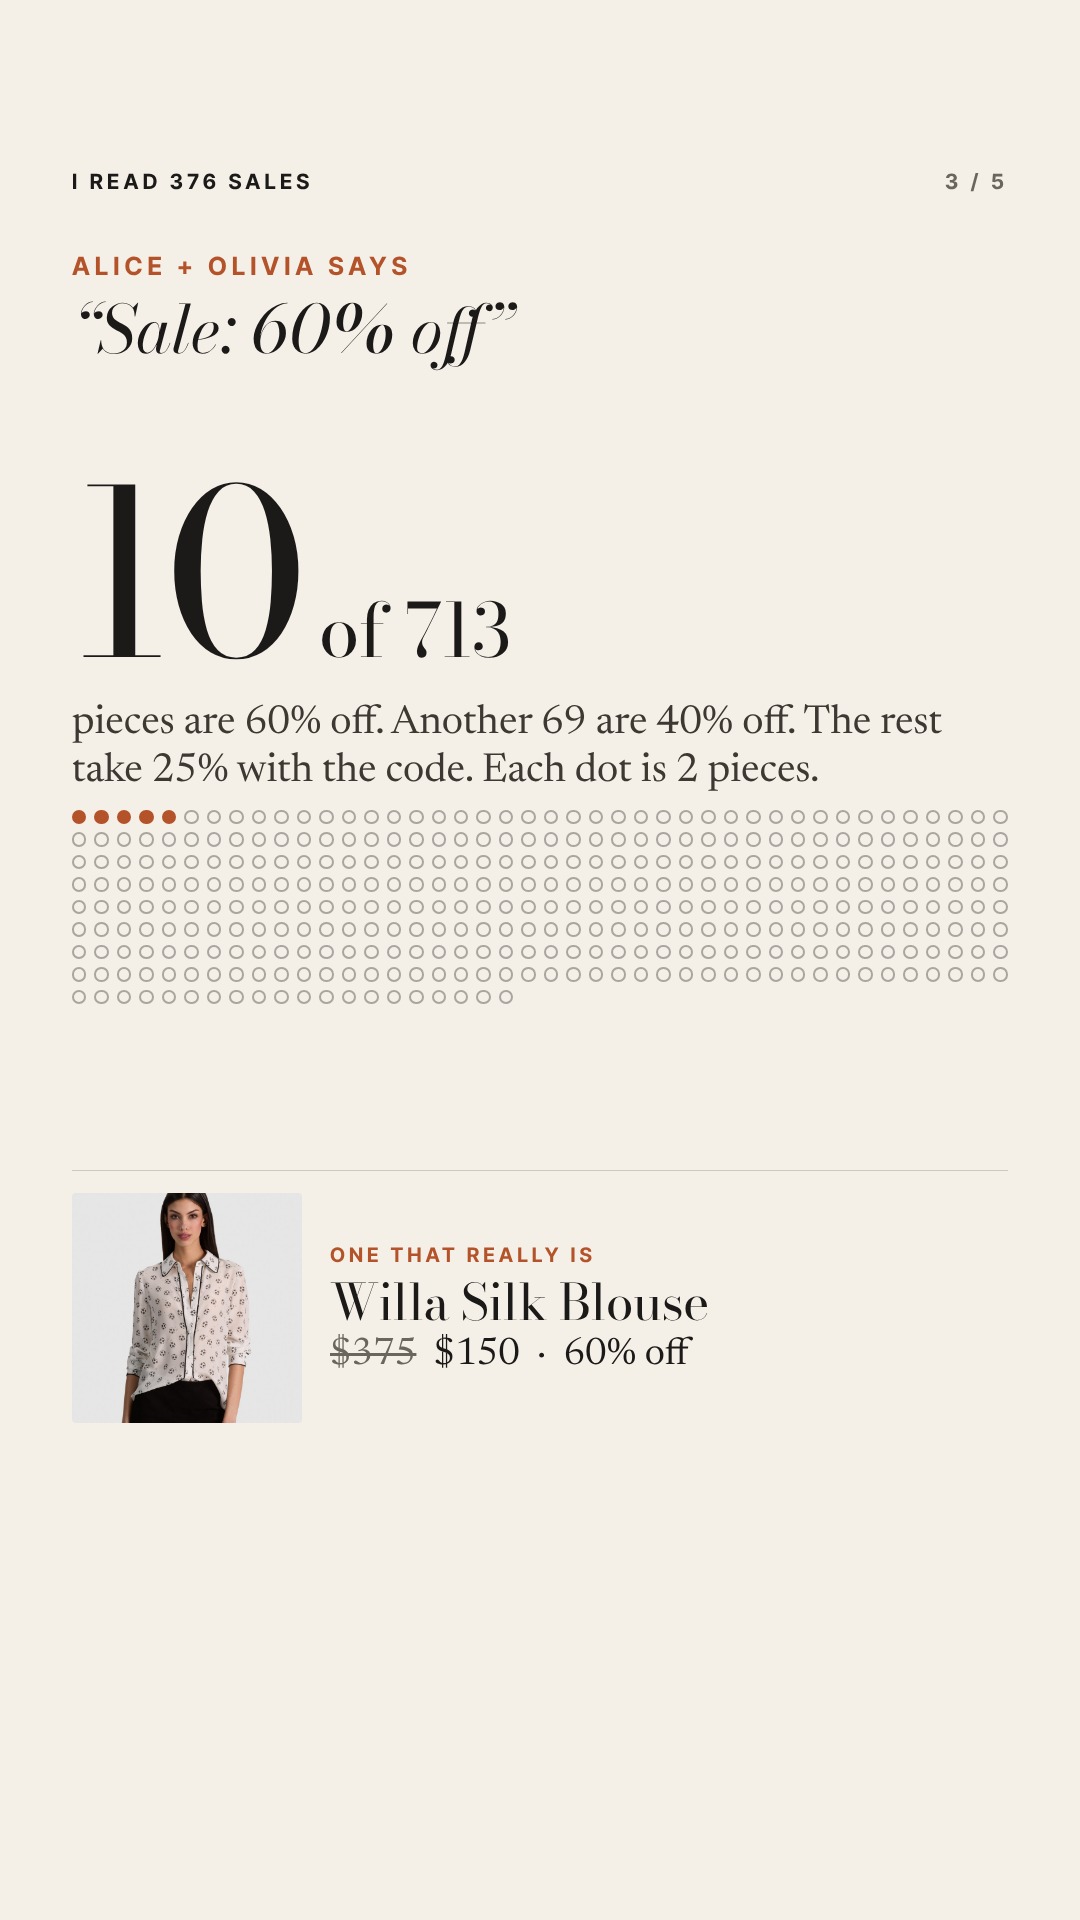 I READ 376 SALES
3 / 5
ALICE + OLIVIA SAYS
“Sale: 60% off”
10 of 713
pieces are 60% off. Another 69 are 40% off. The rest
take 25% with the code. Each dot is 2 pieces.
ONE THAT REALLY IS
Willa Silk Blouse
$375 $150 · 60% off